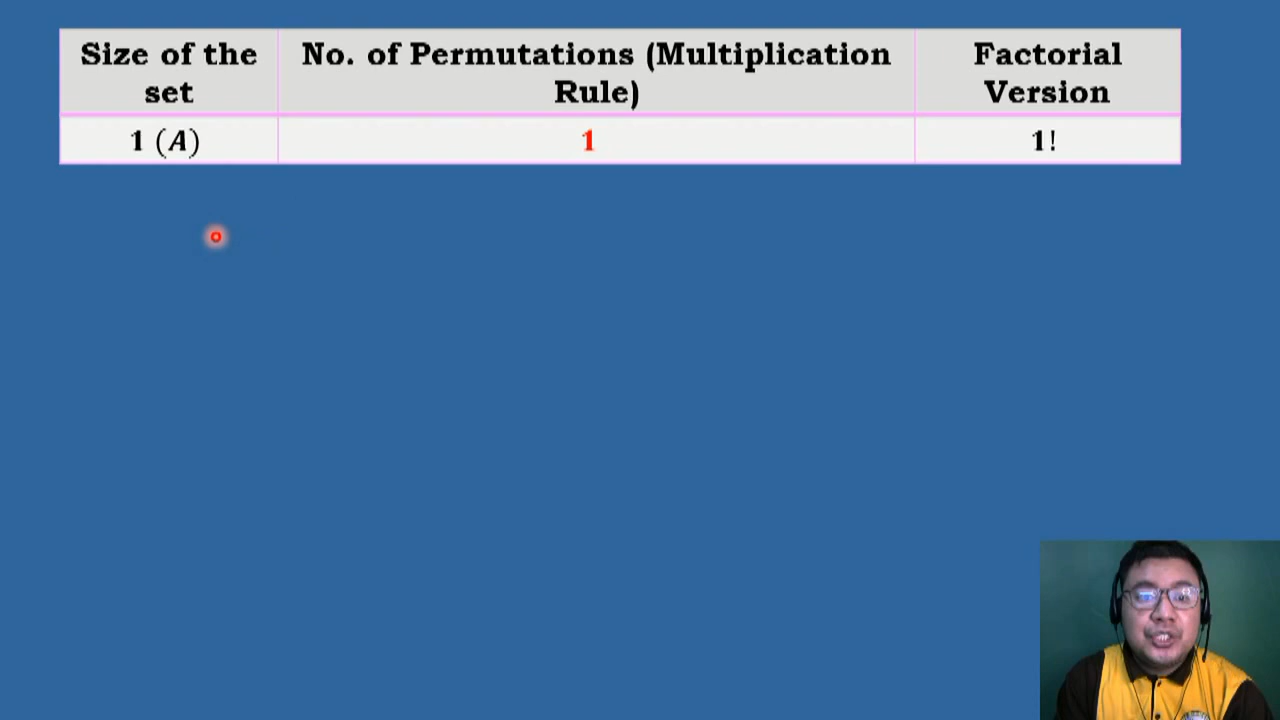 Size of the
set
No. of Permutations (Multiplication
Rule)
Factorial
Version
1 (A)
1
1!